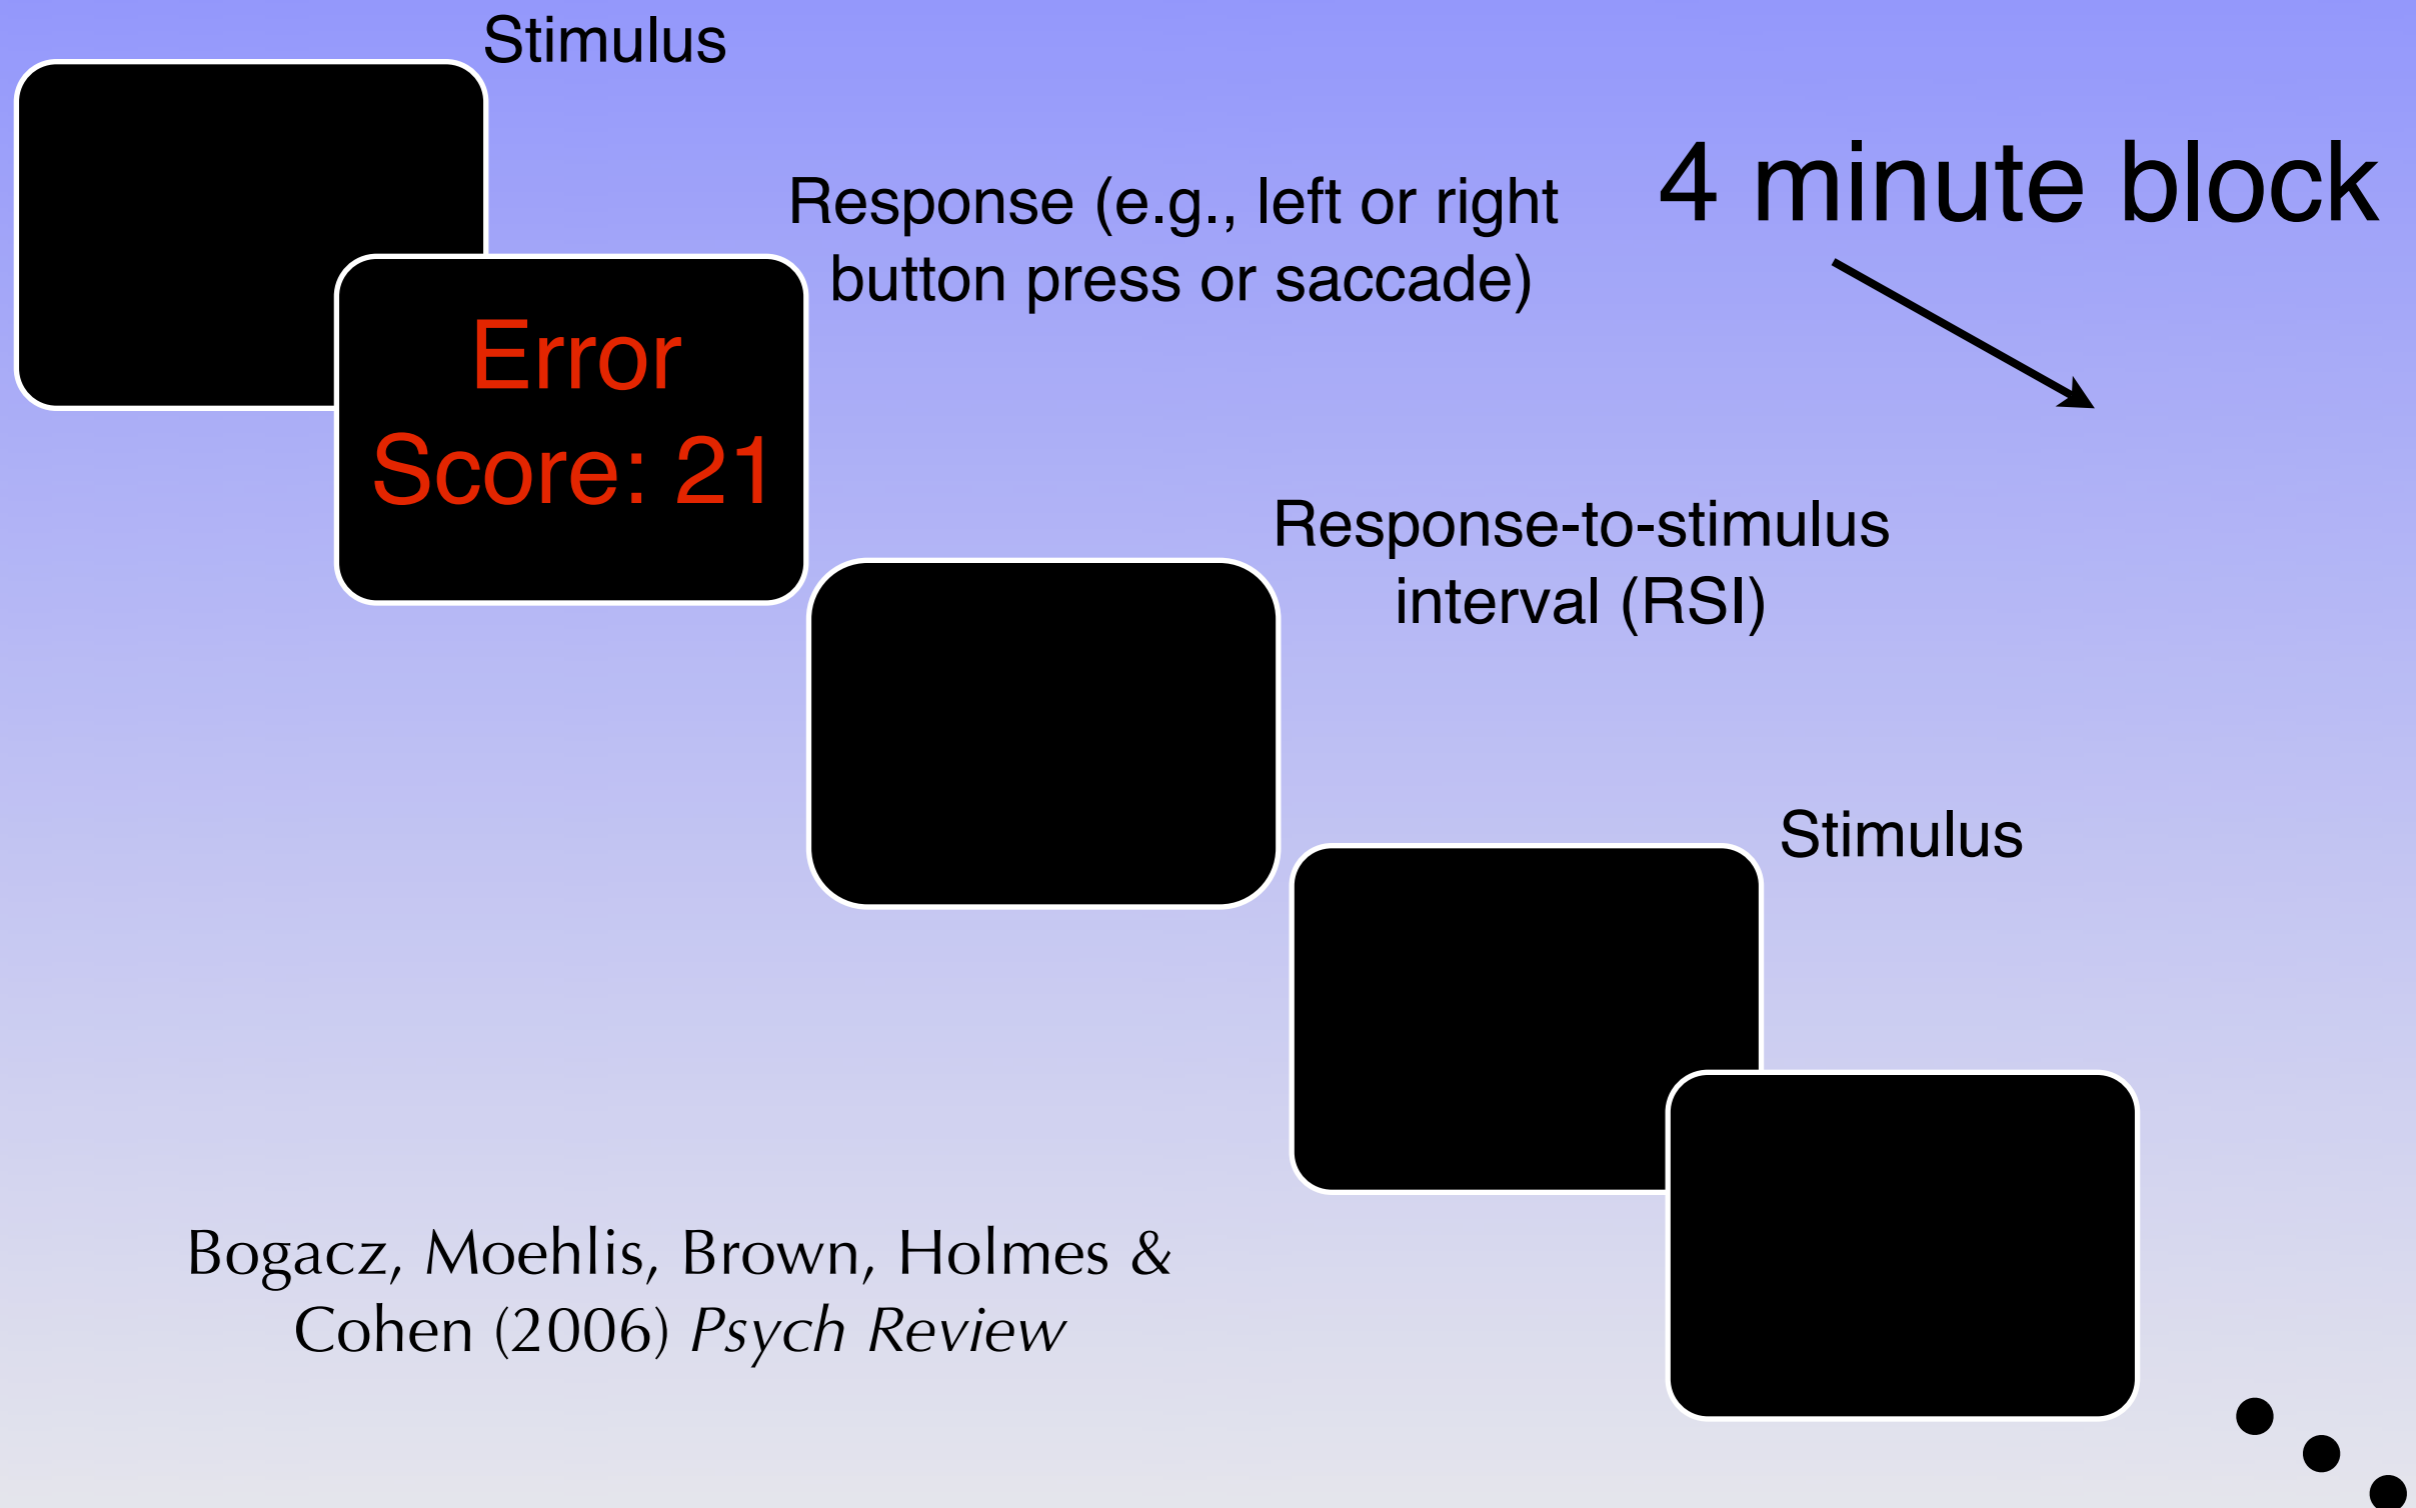 Stimulus
Response (e.g., left or right
button press or saccade)
4 minute block
Error
Score: 21
Response-to-stimulus
interval (RSI)
Stimulus
Bogacz, Moehlis, Brown, Holmes &
Cohen (2006) Psych Review